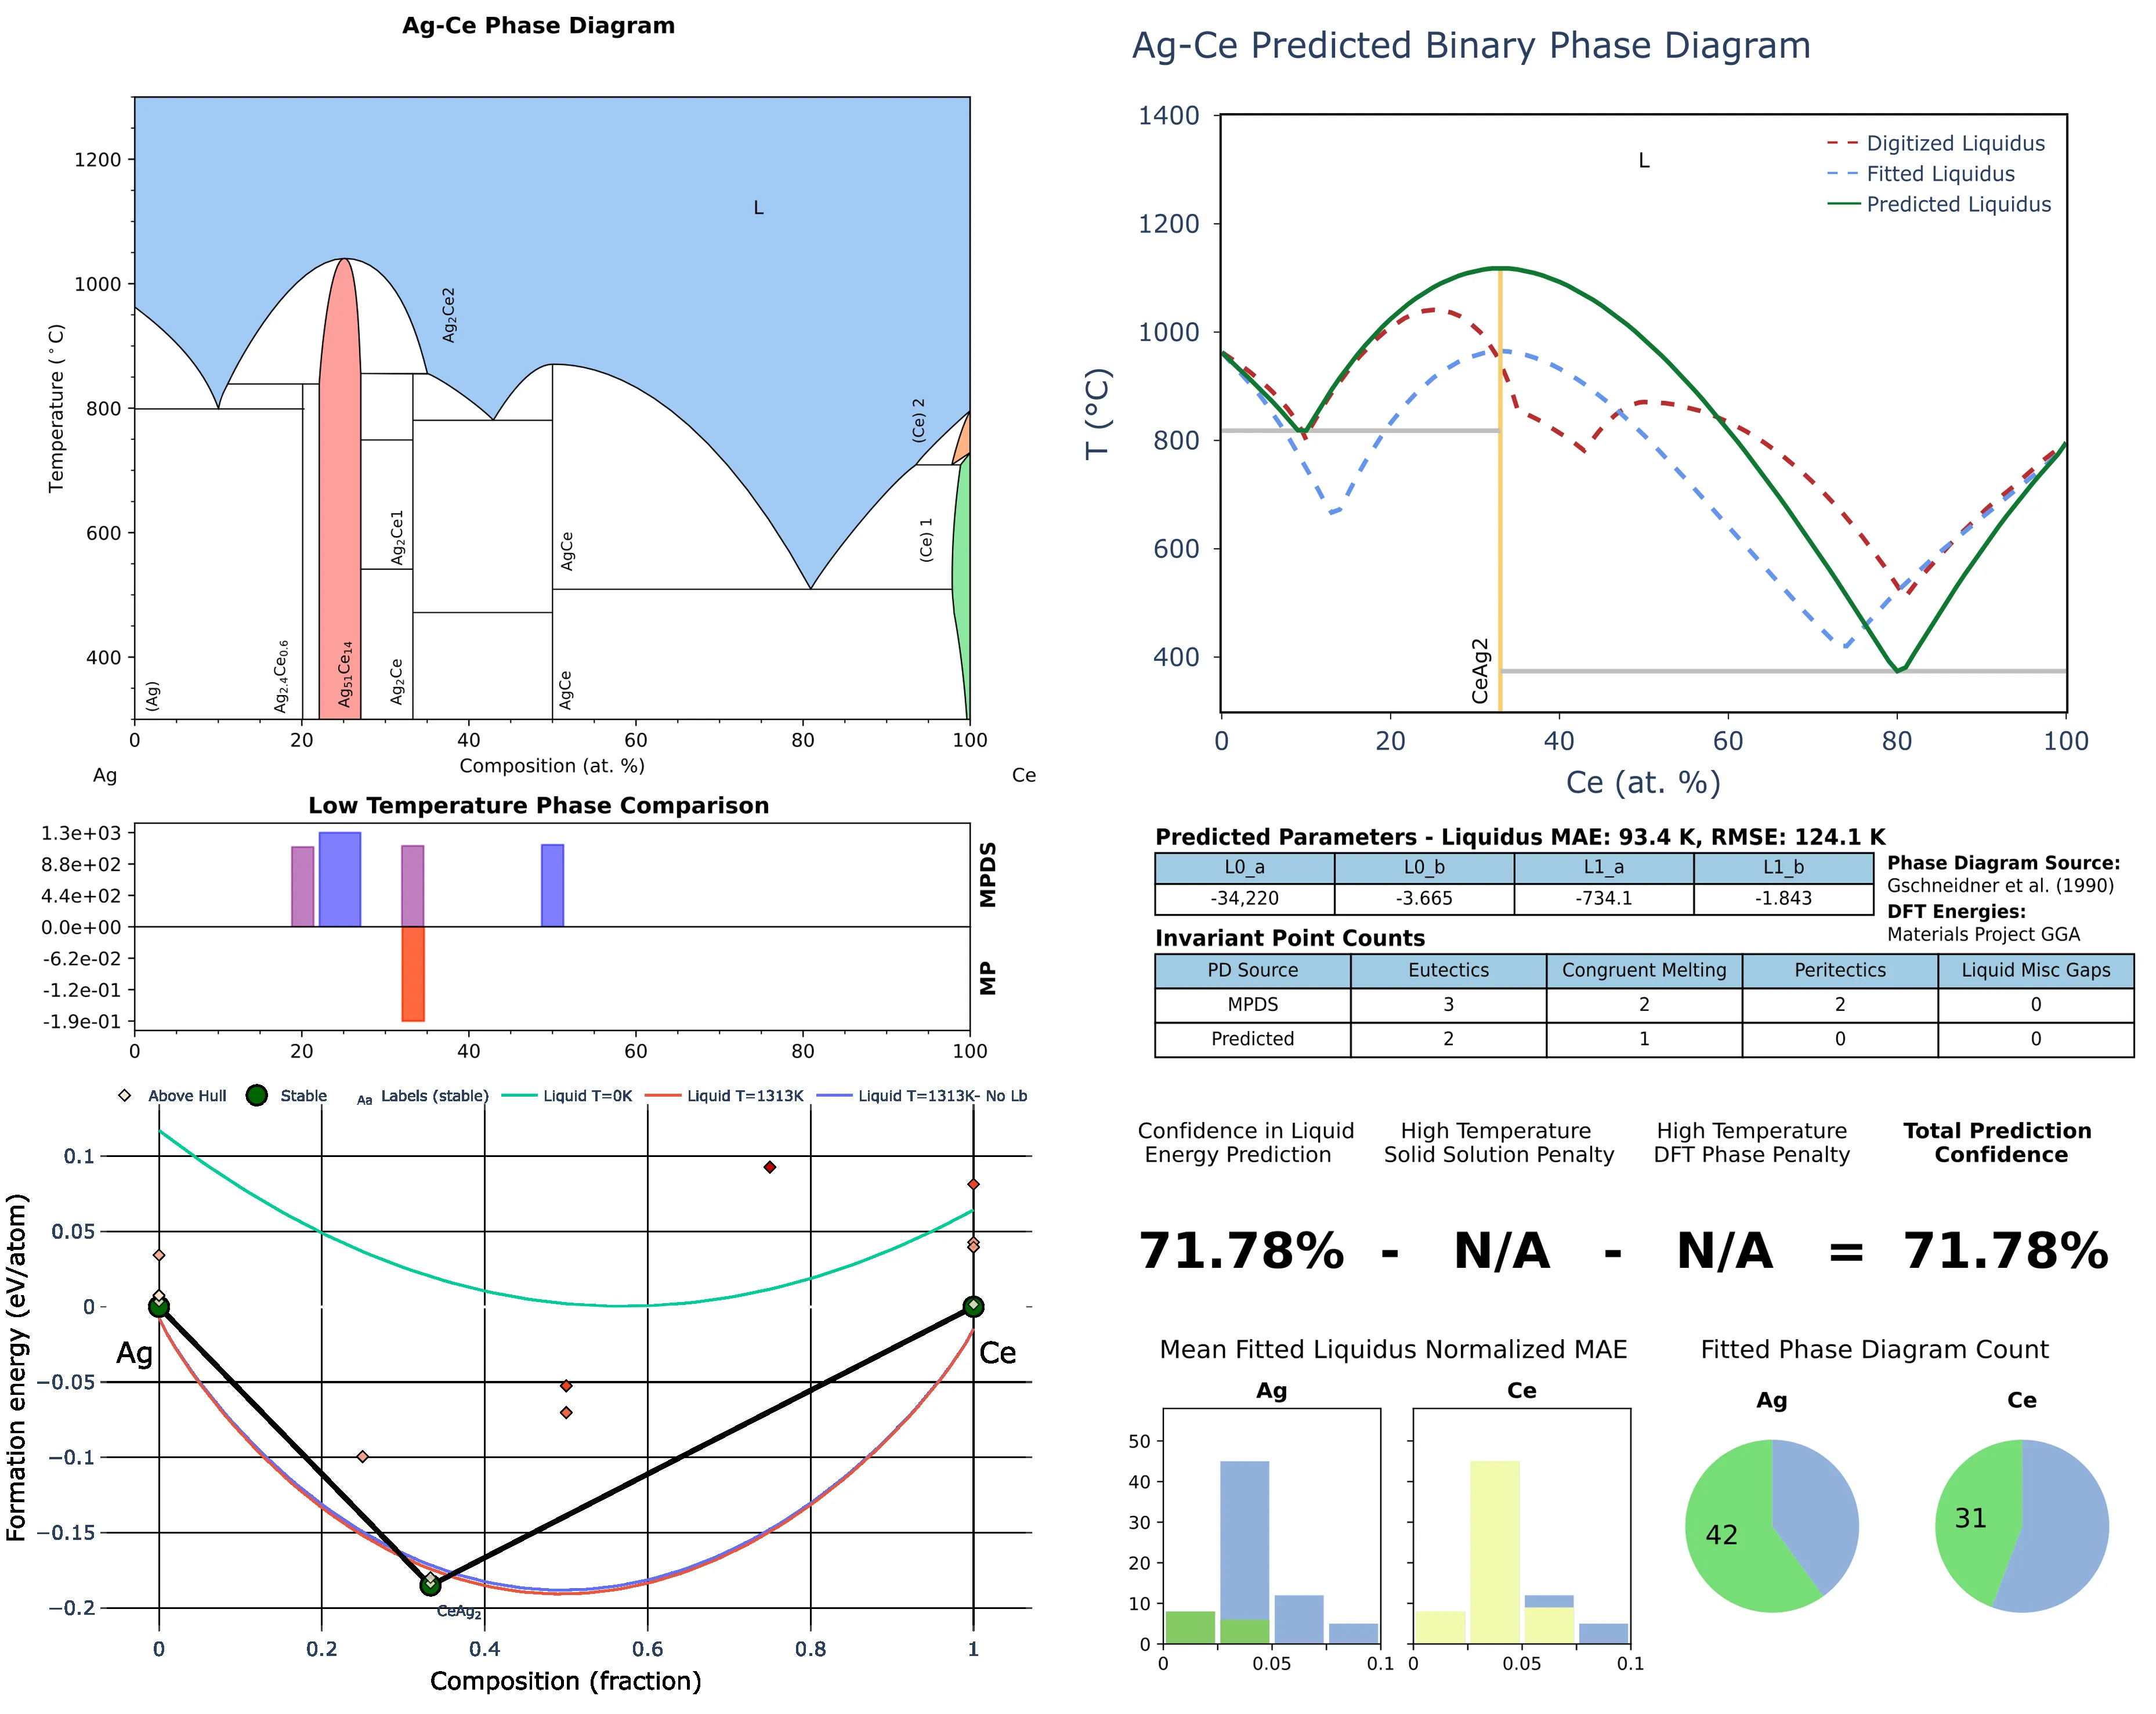 Ag-Ce Phase Diagram
Temperature (°C)
1200
1000
800
600
400
L
Ag2Ce2
(Ce) 2
(Ce) 1
Ag2Ce1
AgCe
(Ag)
Ag2.4Ce0.6
Ag51Ce14
Ag2Ce
AgCe
0 20 40 60 80 100
Composition (at. %)
Ag Ce
Low Temperature Phase Comparison
1.3e+03
8.8e+02
4.4e+02
0.0e+00
-6.2e-02
-1.2e-01
-1.9e-01
MPDS
MP
0 20 40 60 80 100
Above Hull Stable Aa Labels (stable) Liquid T=0K Liquid T=1313K Liquid T=1313K- No Lb
Formation energy (eV/atom)
0.1
0.05
0
−0.05
−0.1
−0.15
−0.2
Ag Ce
CeAg2
0 0.2 0.4 0.6 0.8 1
Composition (fraction)
Ag-Ce Predicted Binary Phase Diagram
T (°C)
1400
1200
1000
800
600
400
L
Digitized Liquidus
Fitted Liquidus
Predicted Liquidus
CeAg2
0 20 40 60 80 100
Ce (at. %)
Predicted Parameters - Liquidus MAE: 93.4 K, RMSE: 124.1 K
L0_a L0_b L1_a L1_b
-34,220 -3.665 -734.1 -1.843
Phase Diagram Source:
Gschneidner et al. (1990)
DFT Energies:
Materials Project GGA
Invariant Point Counts
PD Source Eutectics Congruent Melting Peritectics Liquid Misc Gaps
MPDS 3 2 2 0
Predicted 2 1 0 0
Confidence in Liquid
Energy Prediction
High Temperature
Solid Solution Penalty
High Temperature
DFT Phase Penalty
Total Prediction
Confidence
71.78% - N/A - N/A = 71.78%
Mean Fitted Liquidus Normalized MAE
Ag Ce
50
40
30
20
10
0
0 0.05 0.1 0 0.05 0.1
Fitted Phase Diagram Count
Ag Ce
42 31